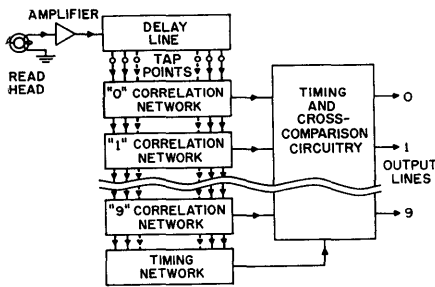 AMPLIFIER
DELAY
LINE
READ
HEAD
TAP
POINTS
"0" CORRELATION
NETWORK
"1" CORRELATION
NETWORK
"9" CORRELATION
NETWORK
TIMING
NETWORK
TIMING
AND
CROSS-
COMPARISON
CIRCUITRY
0
1
OUTPUT
LINES
9